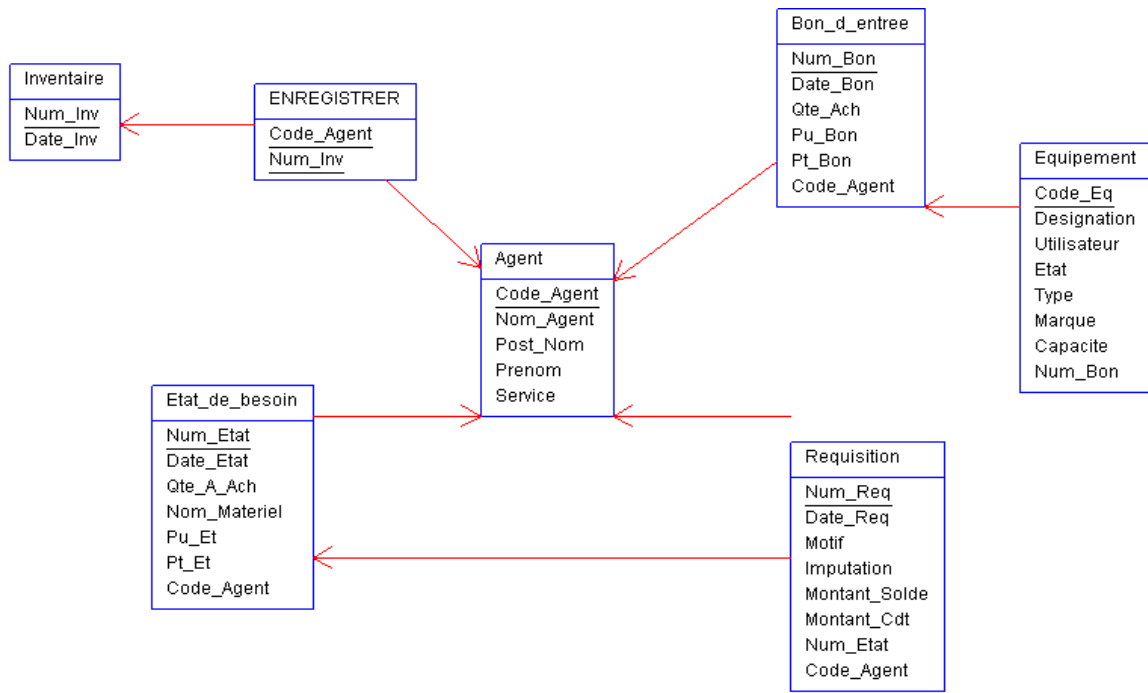 Inventaire
Num_Inv
Date_Inv
ENREGISTRER
Code_Agent
Num_Inv
Bon_d_entree
Num_Bon
Date_Bon
Qte_Ach
Pu_Bon
Pt_Bon
Code_Agent
Equipement
Code_Eq
Designation
Utilisateur
Etat
Type
Marque
Capacite
Num_Bon
Agent
Code_Agent
Nom_Agent
Post_Nom
Prenom
Service
Etat_de_besoin
Num_Etat
Date_Etat
Qte_A_Ach
Nom_Materiel
Pu_Et
Pt_Et
Code_Agent
Requisition
Num_Req
Date_Req
Motif
Imputation
Montant_Solde
Montant_Cdt
Num_Etat
Code_Agent